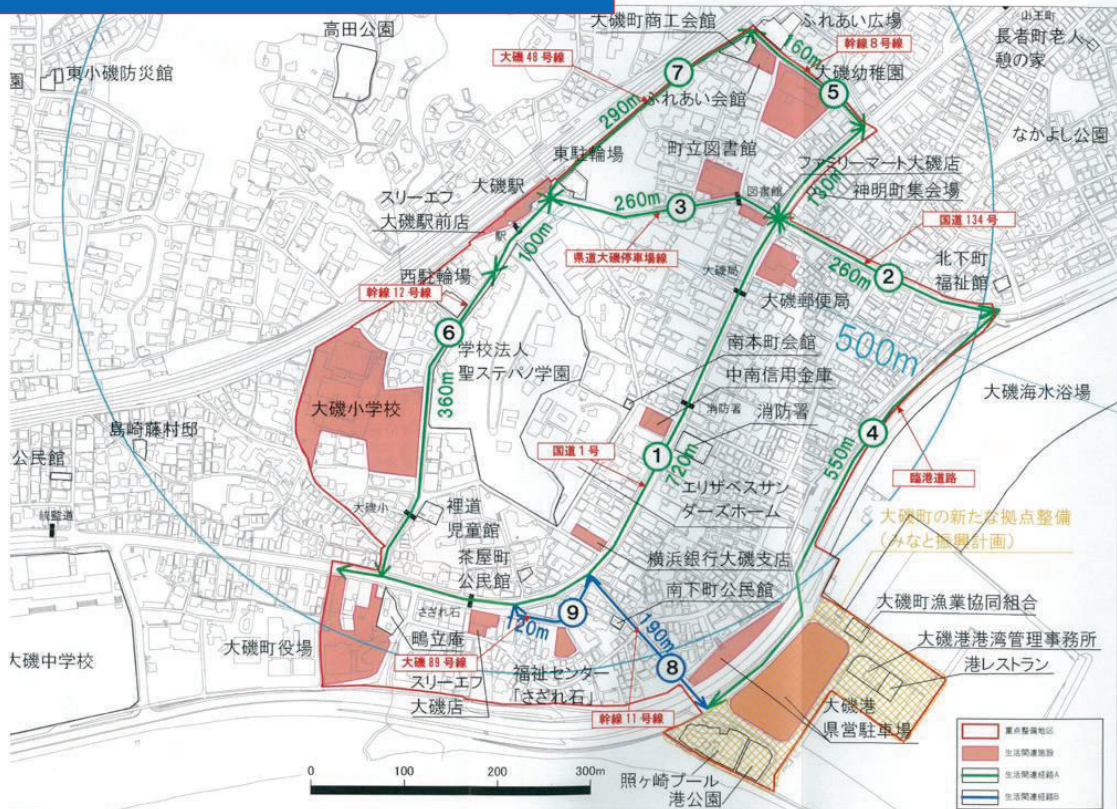 大磯町商工会館
ふれあい広場
山王町
長者町老人
憩の家
高田公園
160m
幹線8号線
大磯48号線
東小磯防災館
園
⑦
大磯幼稚園
⑤
ふれあい会館
290m
なかよし公園
東駐輪場
町立図書館
ファミリーマート大磯店
大磯駅
図書館
神明町集会場
スリーエフ
大磯駅前店
260m
③
国道134号
駅
100m
県道大磯停車場線
北下町
福祉館
西駐輪場
大磯局
②
260m
幹線12号線
大磯郵便局
⑥
500m
学校法人
聖ステパノ学園
南本町会館
中南信用金庫
大磯海水浴場
360m
大磯小学校
消防署
消防署
島崎藤村邸
④
550m
公民館
国道1号
①
720m
臨港道路
統監道
エリザベスサン
ダーズホーム
大磯小
裡道
児童館
大磯町の新たな拠点整備
(みなと振興計画)
横浜銀行大磯支店
茶屋町
公民館
南下町公民館
さざれ石
⑨
120m
大磯町漁業協同組合
大磯町役場
鴫立庵
190m
大磯港港湾管理事務所
大磯中学校
大磯89号線
港レストラン
スリーエフ
大磯店
福祉センター
「さざれ石」
⑧
大磯港
県営駐車場
幹線11号線
重点整備地区
生活関連施設
生活関連経路A
生活関連経路B
0 100 200 300m
照ヶ崎プール
港公園